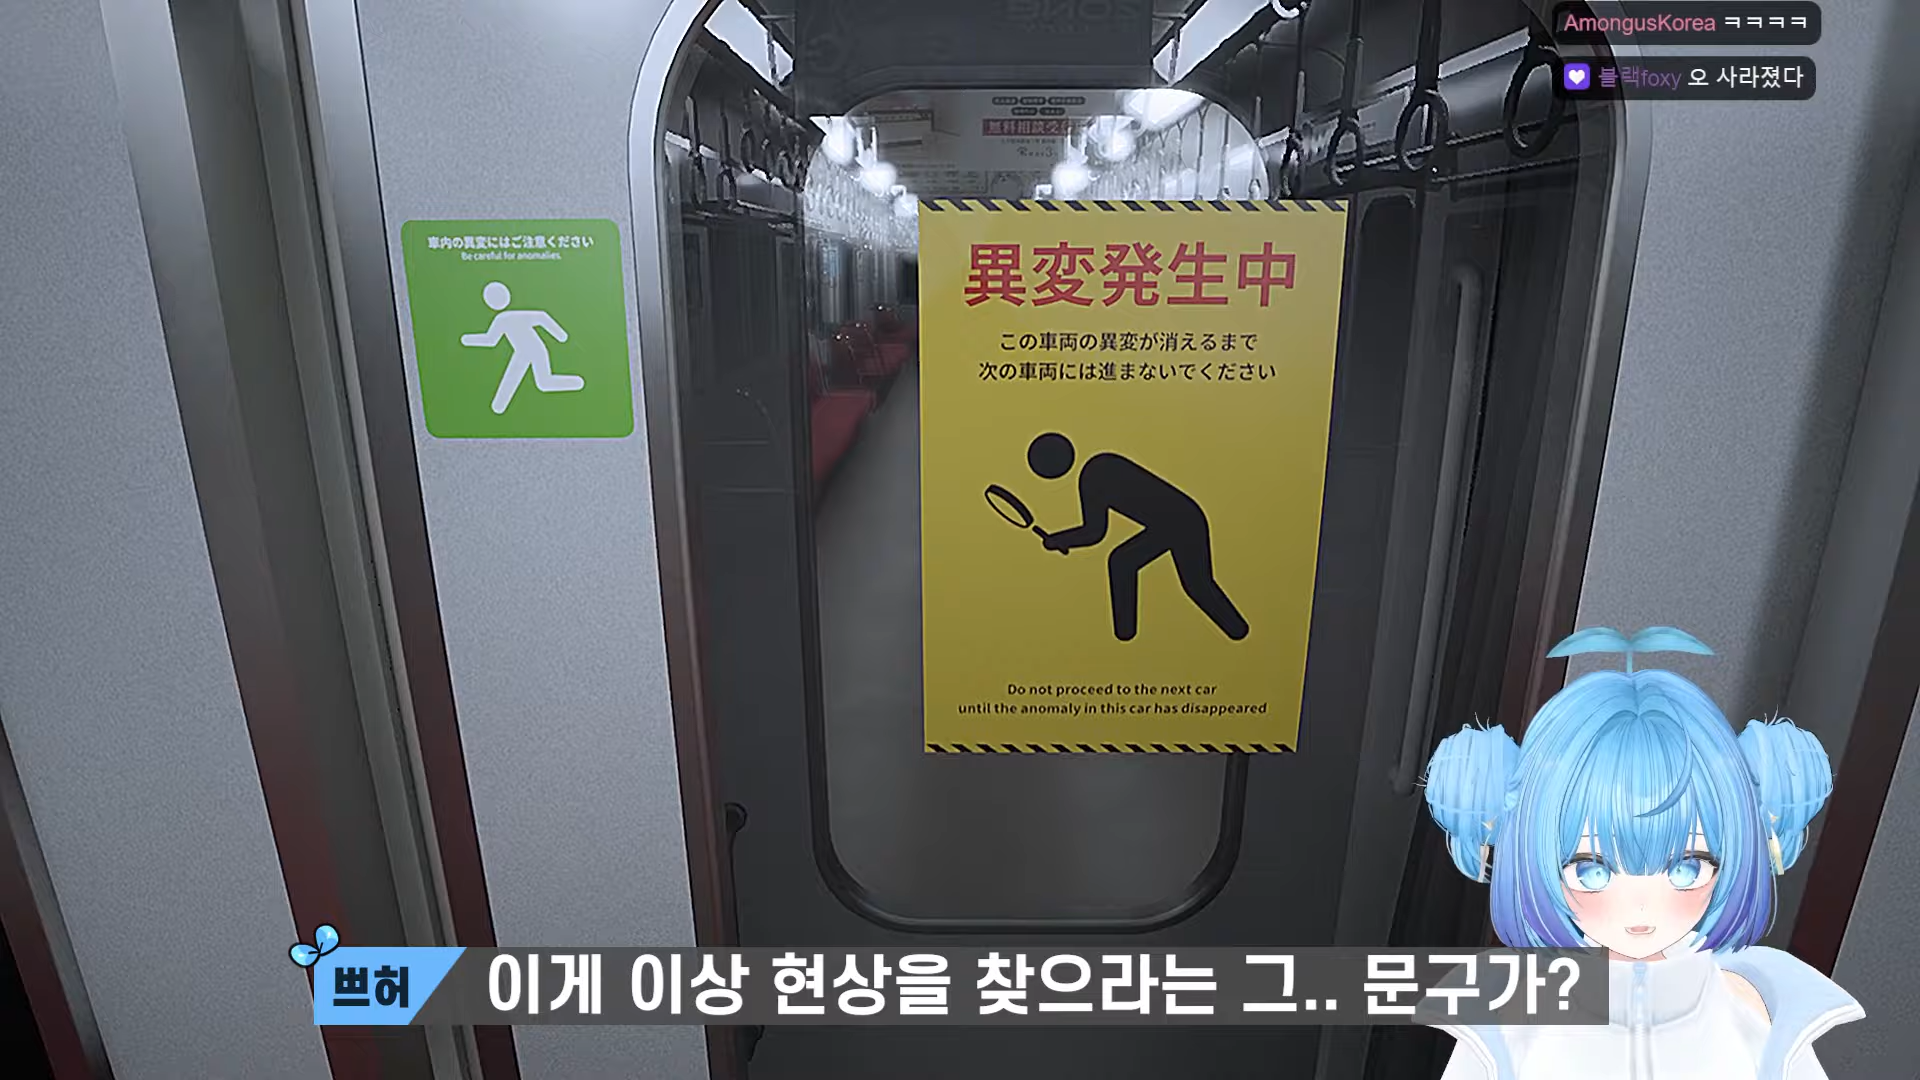 AmongusKorea ㅋㅋㅋㅋ
블랙foxy 오 사라졌다
車内の異変にはご注意ください
Be careful for anomalies.
異変発生中
この車両の異変が消えるまで
次の車両には進まないでください
Do not proceed to the next car
until the anomaly in this car has disappeared
쁘허 이게 이상 현상을 찾으라는 그.. 문구가?